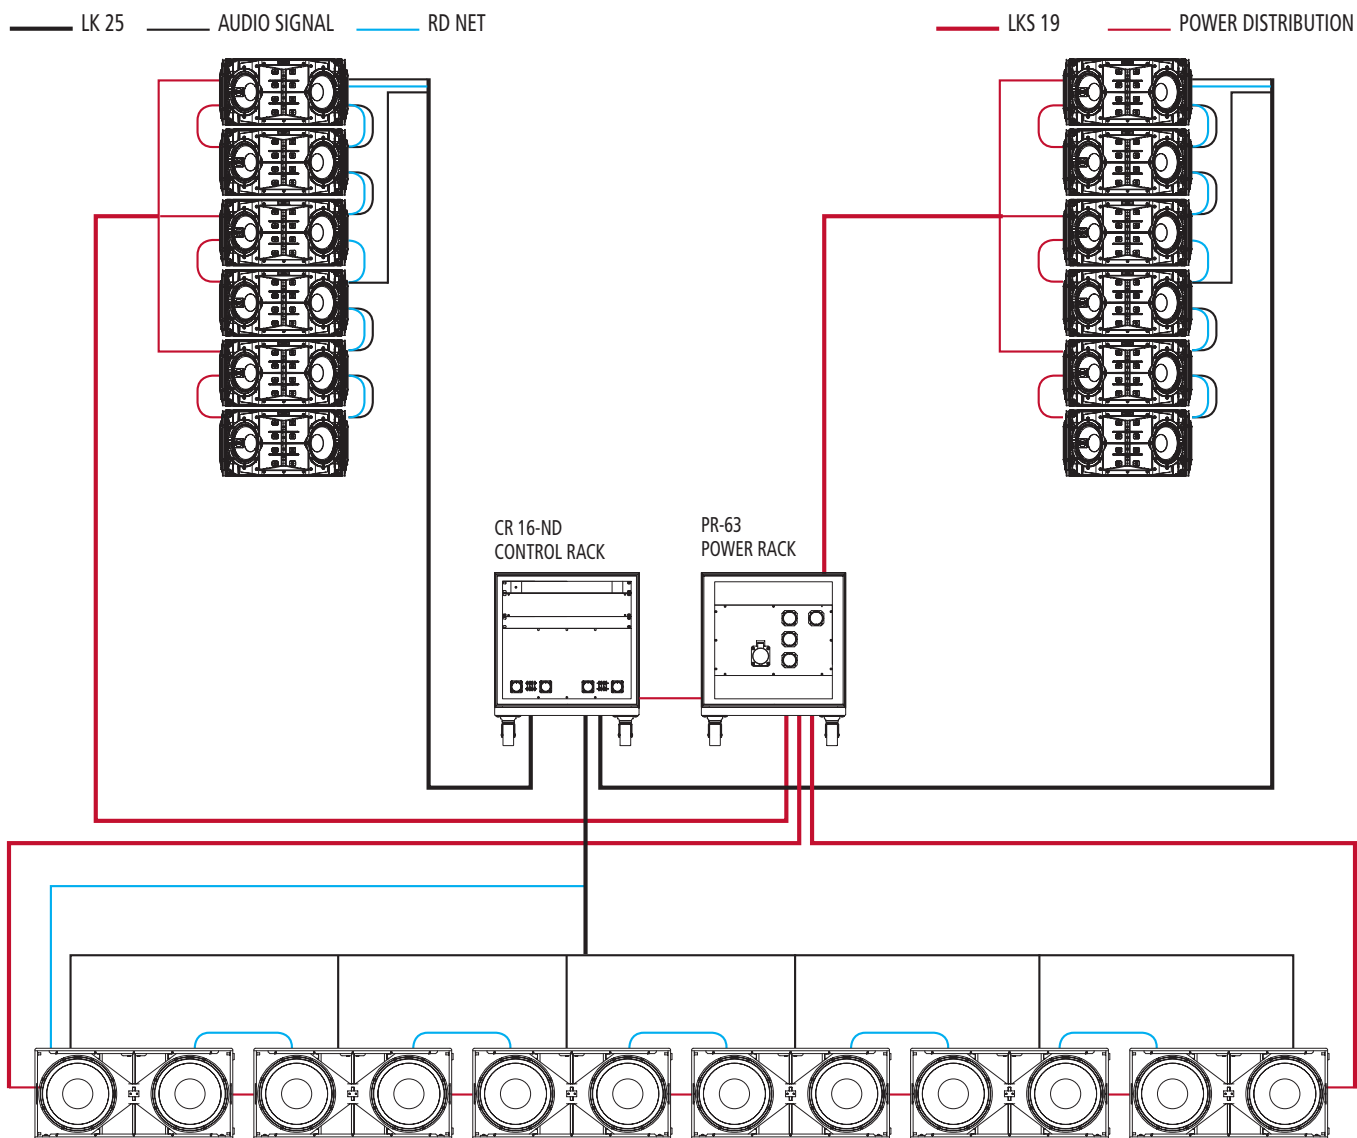 LK 25 AUDIO SIGNAL RD NET LKS 19 POWER DISTRIBUTION
CR 16-ND
CONTROL RACK
PR-63
POWER RACK